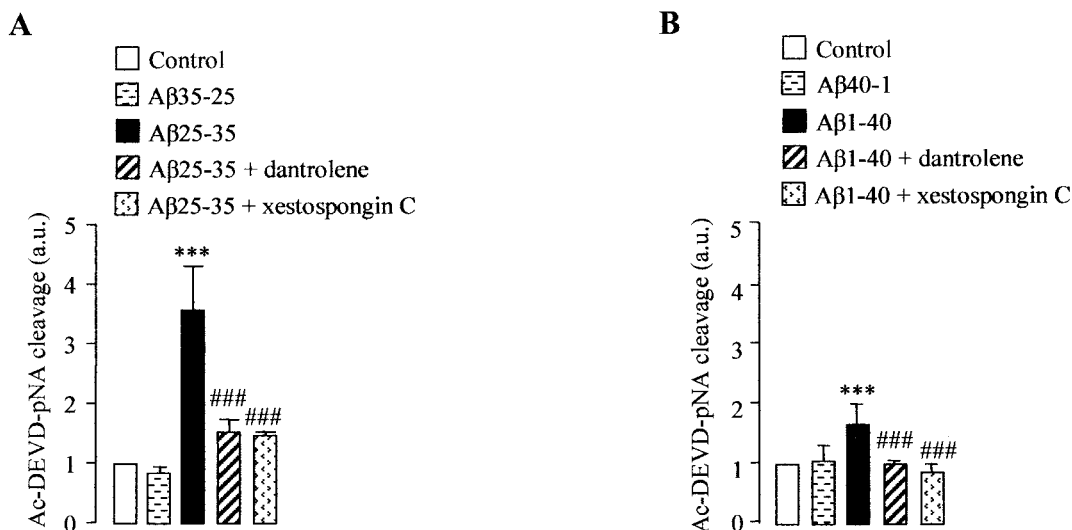 A
Control
Aβ35-25
Aβ25-35
Aβ25-35 + dantrolene
Aβ25-35 + xestospongin C
Ac-DEVD-pNA cleavage (a.u.)
5
4
3
2
1
0
***
###
###
B
Control
Aβ40-1
Aβ1-40
Aβ1-40 + dantrolene
Aβ1-40 + xestospongin C
Ac-DEVD-pNA cleavage (a.u.)
5
4
3
2
1
0
***
###
###